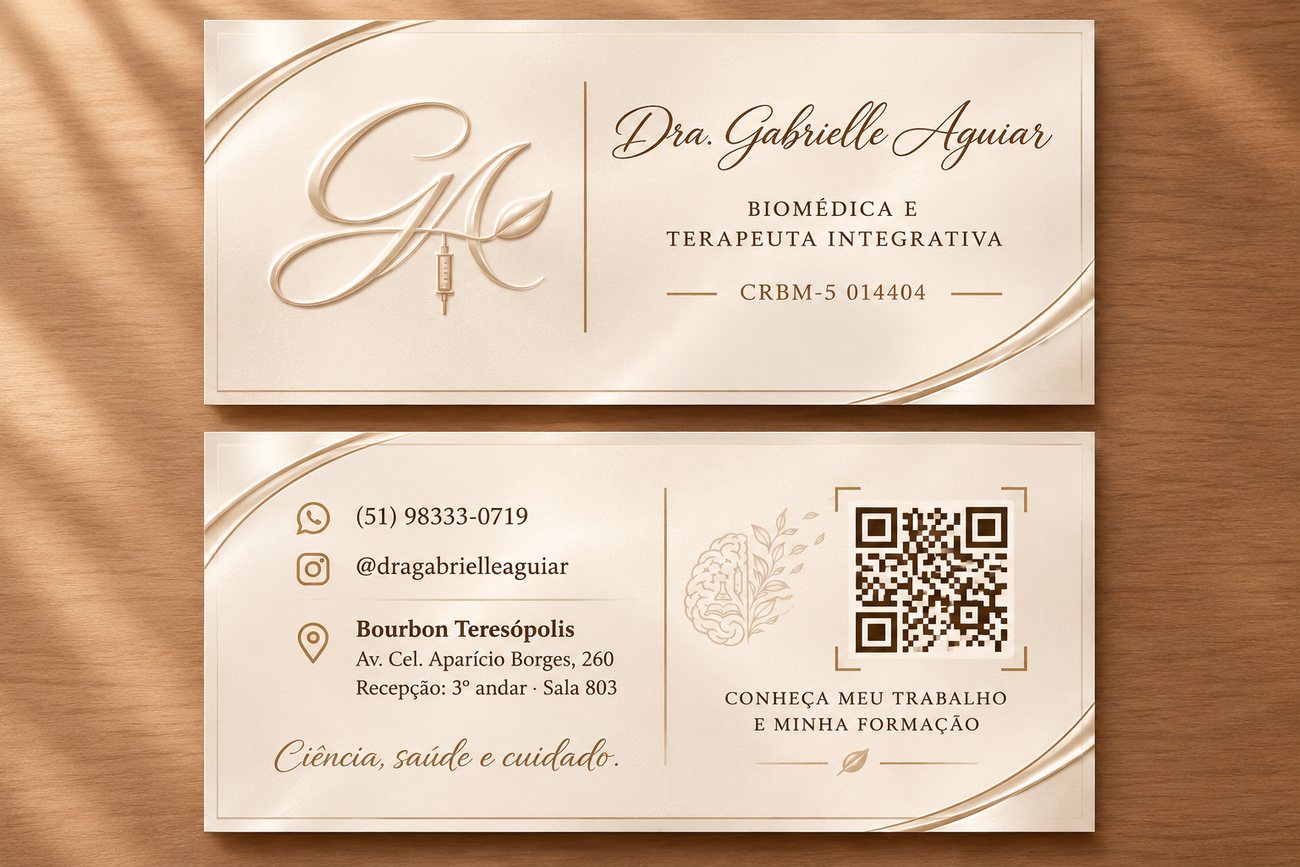 GA
Dra. Gabrielle Aguiar
BIOMÉDICA E
TERAPEUTA INTEGRATIVA
CRBM-5 014404
(51) 98333-0719
@dragabrielleaguiar
Bourbon Teresópolis
Av. Cel. Aparício Borges, 260
Recepção: 3º andar · Sala 803
Ciência, saúde e cuidado.
CONHEÇA MEU TRABALHO
E MINHA FORMAÇÃO